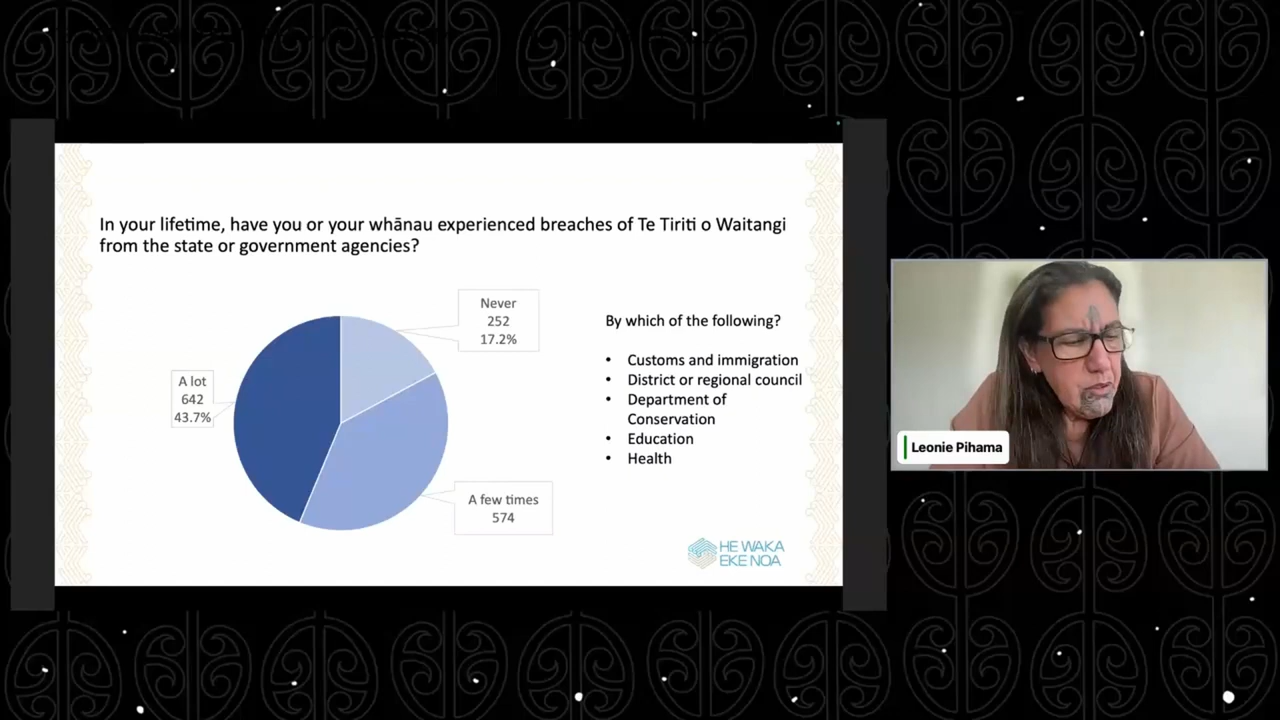 In your lifetime, have you or your whānau experienced breaches of Te Tiriti o Waitangi
from the state or government agencies?
Never
252
17.2%
A lot
642
43.7%
A few times
574
By which of the following?
• Customs and immigration
• District or regional council
• Department of
Conservation
• Education
• Health
HE WAKA
EKE NOA
Leonie Pihama